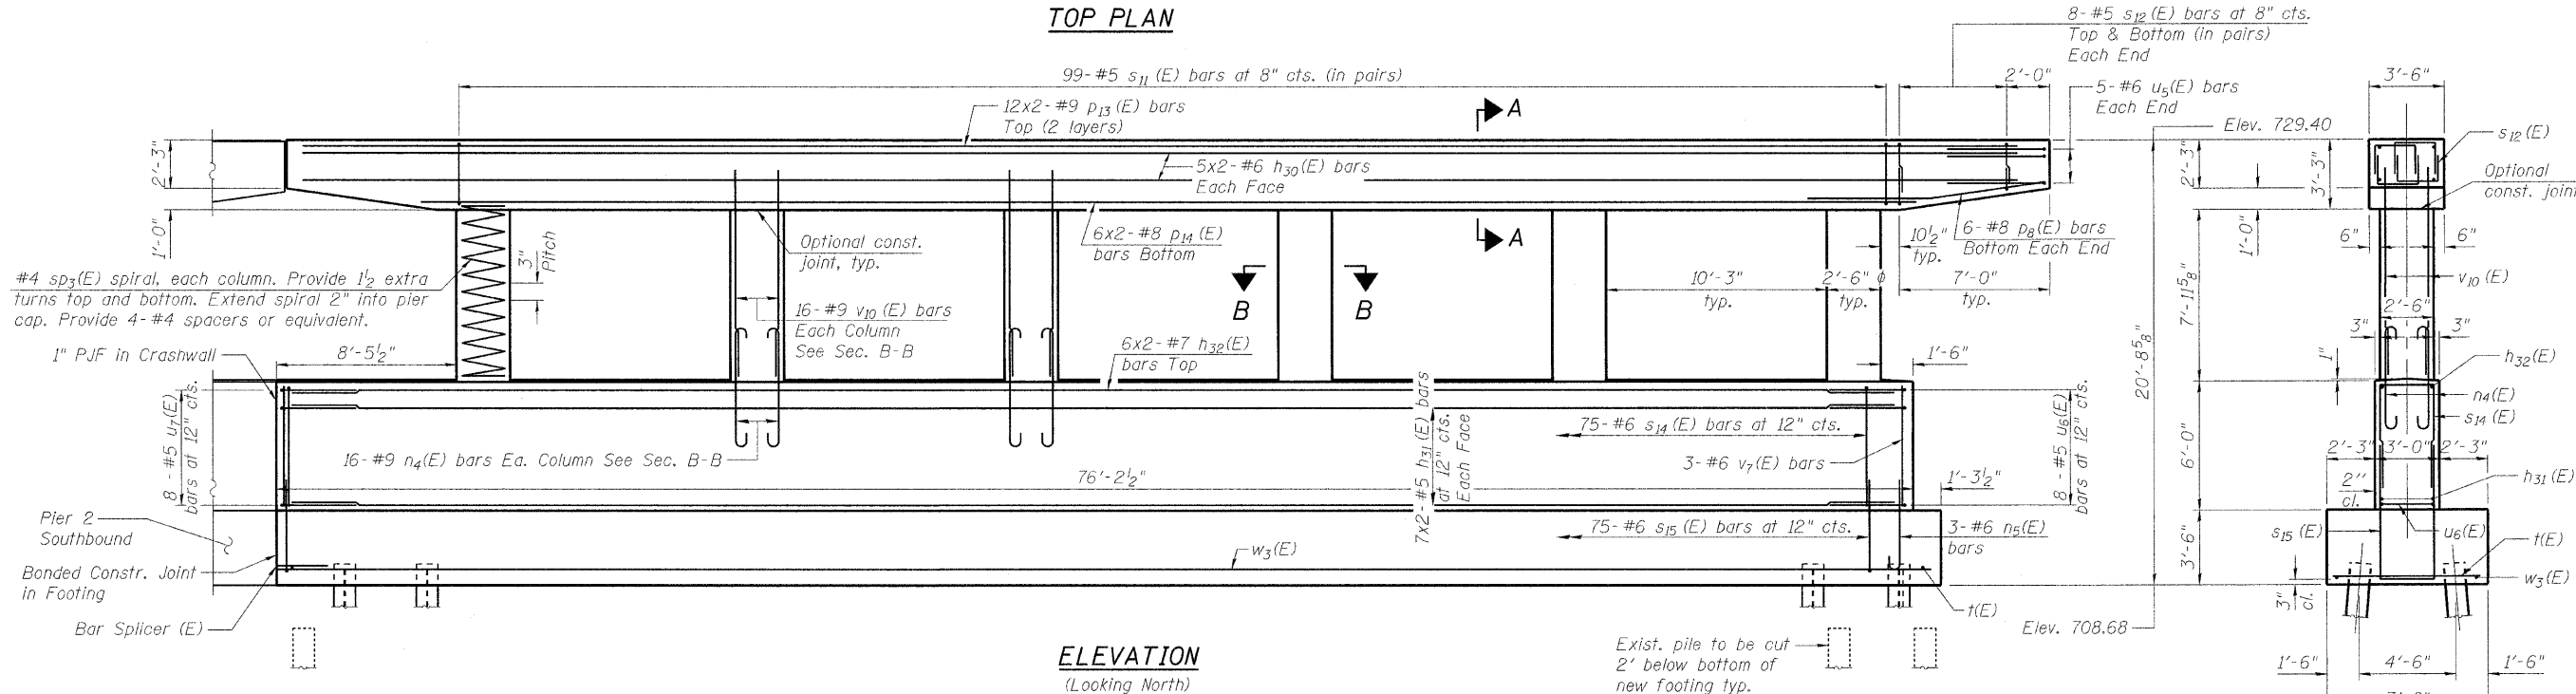 TOP PLAN
8-#5 s12(E) bars at 8" cts.
Top & Bottom (in pairs)
Each End
99-#5 s11(E) bars at 8" cts. (in pairs)
2'-0"
3'-6"
12x2-#9 p13(E) bars
Top (2 layers)
A
5-#6 u5(E) bars
Each End
Elev. 729.40
s12(E)
2'-3"
5x2-#6 h30(E) bars
Each Face
2'-3"
3'-3"
Optional
const. joint
1'-0"
Optional const.
joint, typ.
6x2-#8 p14(E)
bars Bottom
A
10½"
typ.
6-#8 p8(E) bars
Bottom Each End
1'-0"
6"
6"
#4 sp3(E) spiral, each column. Provide 1½ extra
turns top and bottom. Extend spiral 2" into pier
cap. Provide 4-#4 spacers or equivalent.
3"
Pitch
B
B
10'-3"
typ.
2'-6" ϕ
typ.
7'-0"
typ.
7'-11⅝"
v10(E)
16-#9 v10(E) bars
Each Column
See Sec. B-B
2'-6"
1" PJF in Crashwall
8'-5½"
6x2-#7 h32(E)
bars Top
1'-6"
20'-8⅝"
3"
3"
1"
h32(E)
8-#5 u7(E)
bars at 12" cts.
7x2-#5 h31(E) bars
at 12" cts.
Each Face
75-#6 s14(E) bars at 12" cts.
8-#5 u6(E)
bars at 12" cts.
n4(E)
s14(E)
16-#9 n4(E) bars Ea. Column See Sec. B-B
3-#6 v7(E) bars
6'-0"
2'-3"
3'-0"
2'-3"
76'-2½"
1'-3½"
2"
cl.
h31(E)
Pier 2
Southbound
75-#6 s15(E) bars at 12" cts.
3-#6 n5(E)
bars
s15(E)
u6(E)
t(E)
3'-6"
w3(E)
w3(E)
Bonded Constr. Joint
in Footing
3"
cl.
t(E)
Bar Splicer (E)
Elev. 708.68
ELEVATION
(Looking North)
Exist. pile to be cut
2' below bottom of
new footing typ.
1'-6"
4'-6"
1'-6"